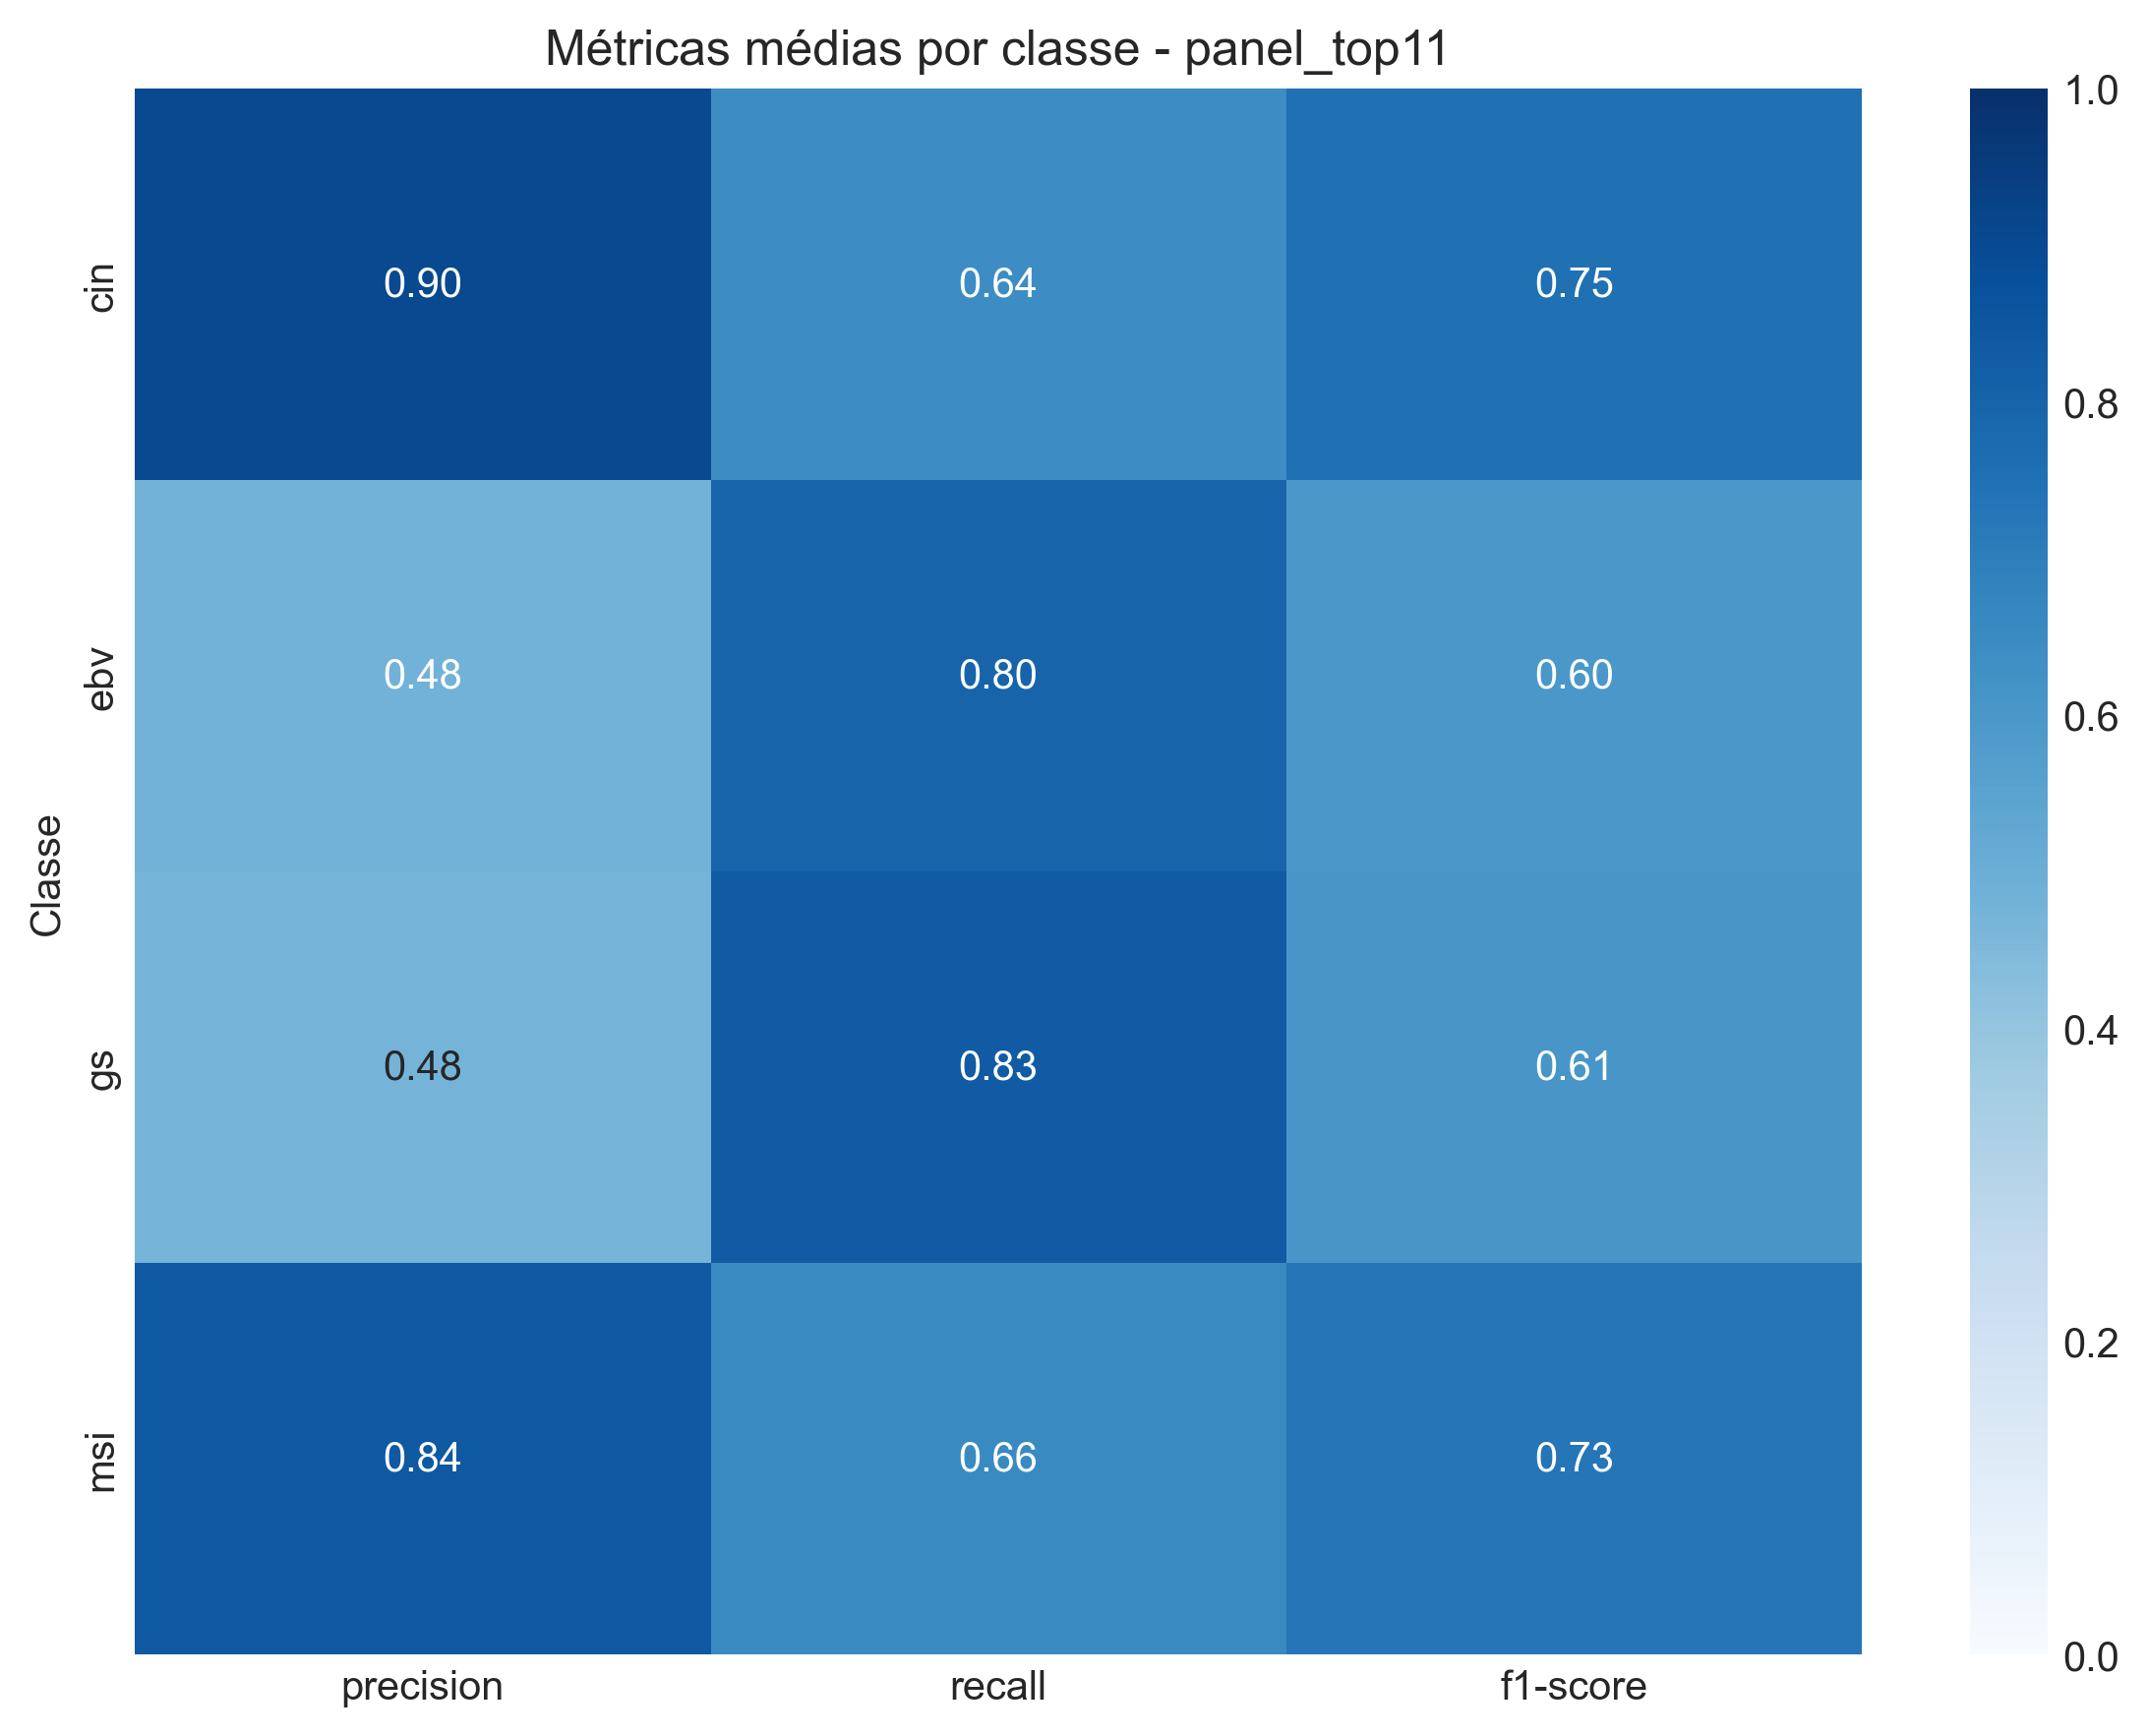 Métricas médias por classe - panel_top11
1.0
0.8
0.6
0.4
0.2
0.0
Classe
cin
0.90 0.64 0.75
ebv
0.48 0.80 0.60
gs
0.48 0.83 0.61
msi
0.84 0.66 0.73
precision recall f1-score